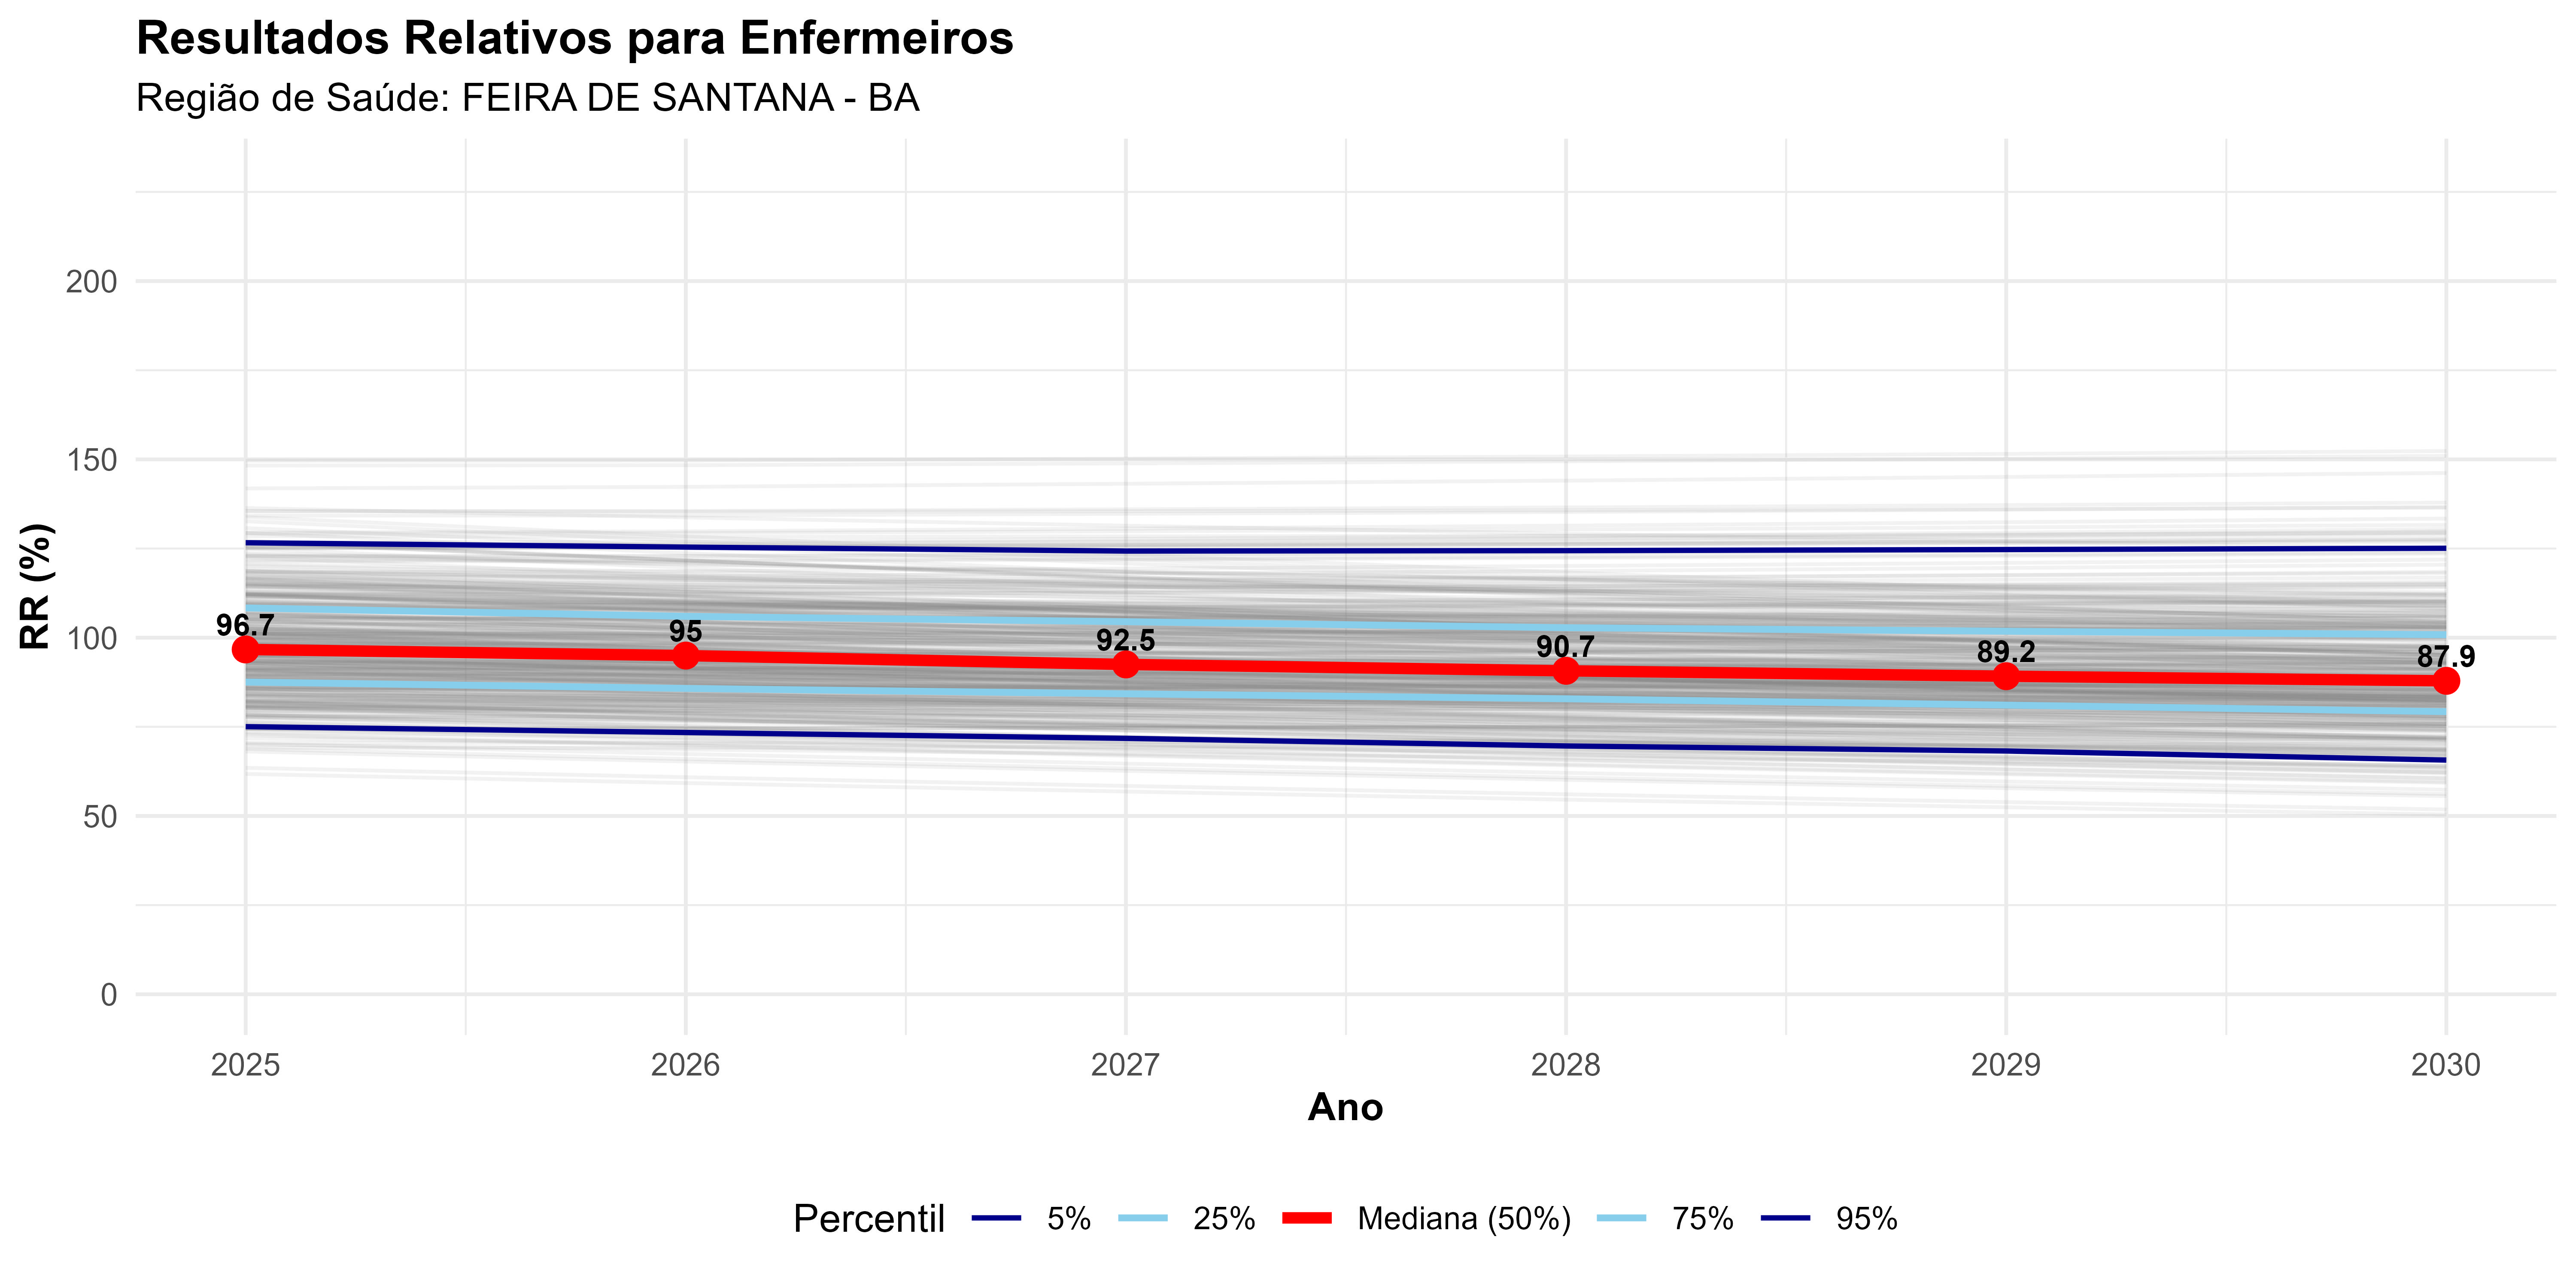 Resultados Relativos para Enfermeiros
Região de Saúde: FEIRA DE SANTANA - BA
RR (%)
200
150
100
50
0
96.7
95
92.5
90.7
89.2
87.9
2025 2026 2027 2028 2029 2030
Ano
Percentil 5% 25% Mediana (50%) 75% 95%